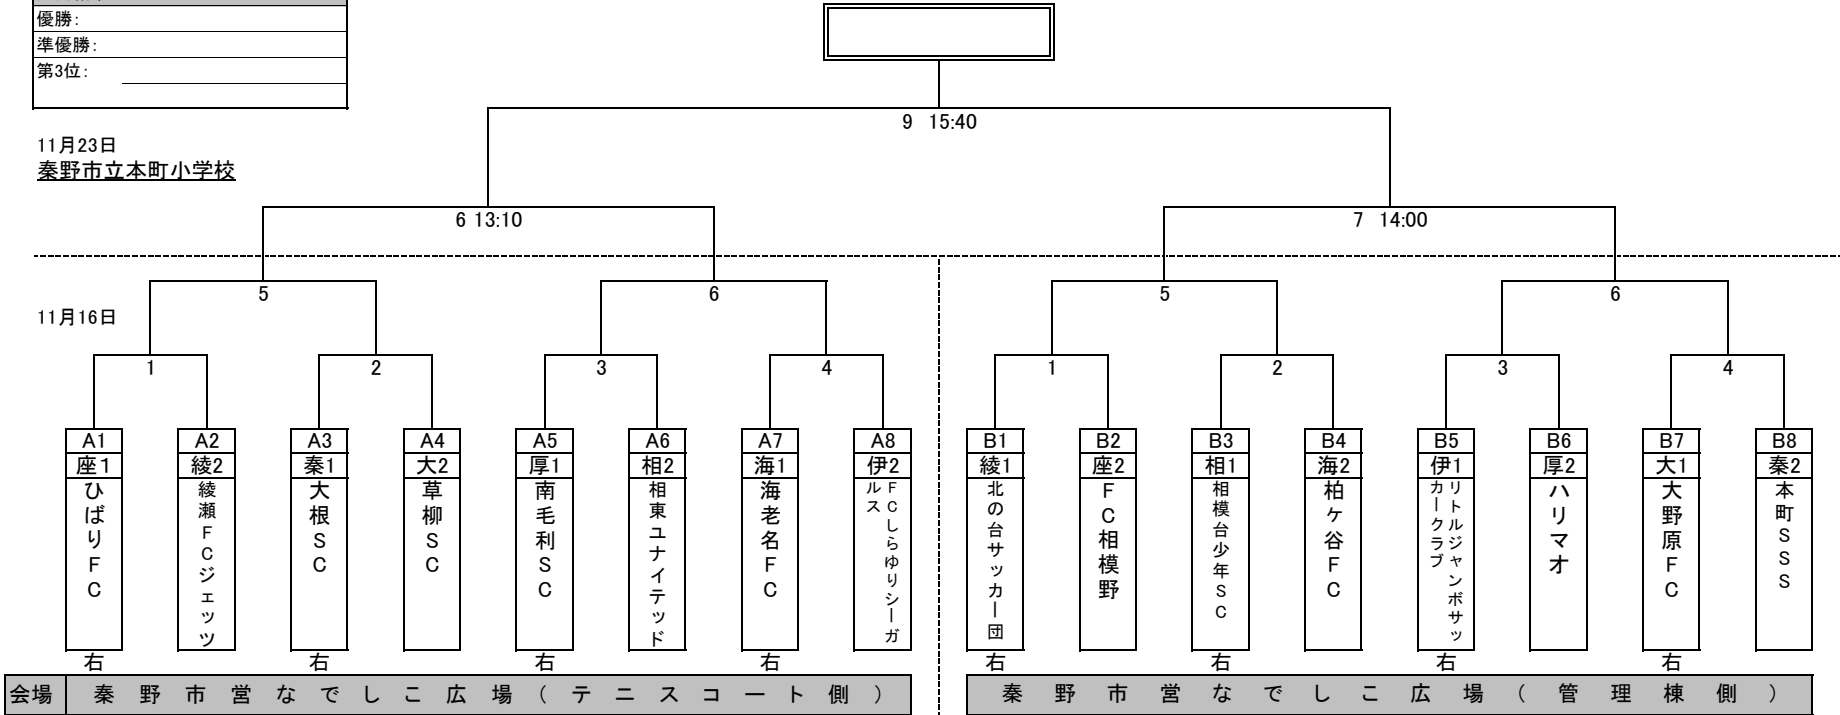 優勝:
準優勝:
第3位:
9 15:40
11月23日
秦野市立本町小学校
6 13:10
7 14:00
5
6
5
6
11月16日
1
2
3
4
1
2
3
4
A1
A2
A3
A4
A5
A6
A7
A8
B1
B2
B3
B4
B5
B6
B7
B8
座1
綾2
秦1
大2
厚1
相2
海1
伊2
綾1
座2
相1
海2
伊1
厚2
大1
秦2
ひばりFC
綾瀬FCジェッツ
大根SC
草柳SC
南毛利SC
相東ユナイテッド
海老名FC
FCしらゆりシーガ
ルス
北の台サッカー団
FC相模野
相模台少年SC
柏ケ谷FC
リトルジャンボサッ
カークラブ
ハリマオ
大野原FC
本町SSS
右
右
右
右
右
右
右
右
会場
秦野市営なでしこ広場(テニスコート側)
秦野市営なでしこ広場(管理棟側)